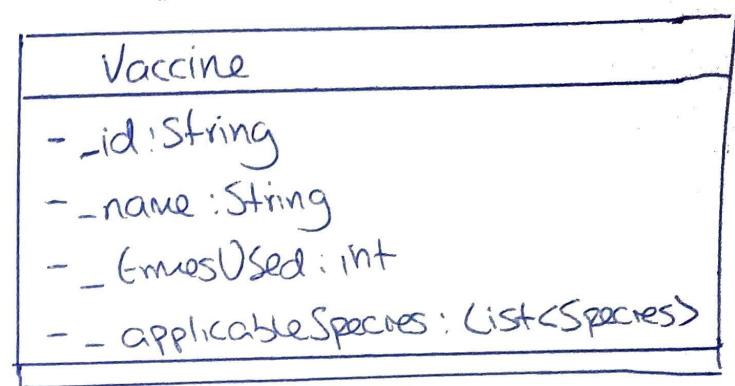 Vaccine
- _id : String
- _name : String
- _timesUsed : int
- _applicableSpecies : List<Species>